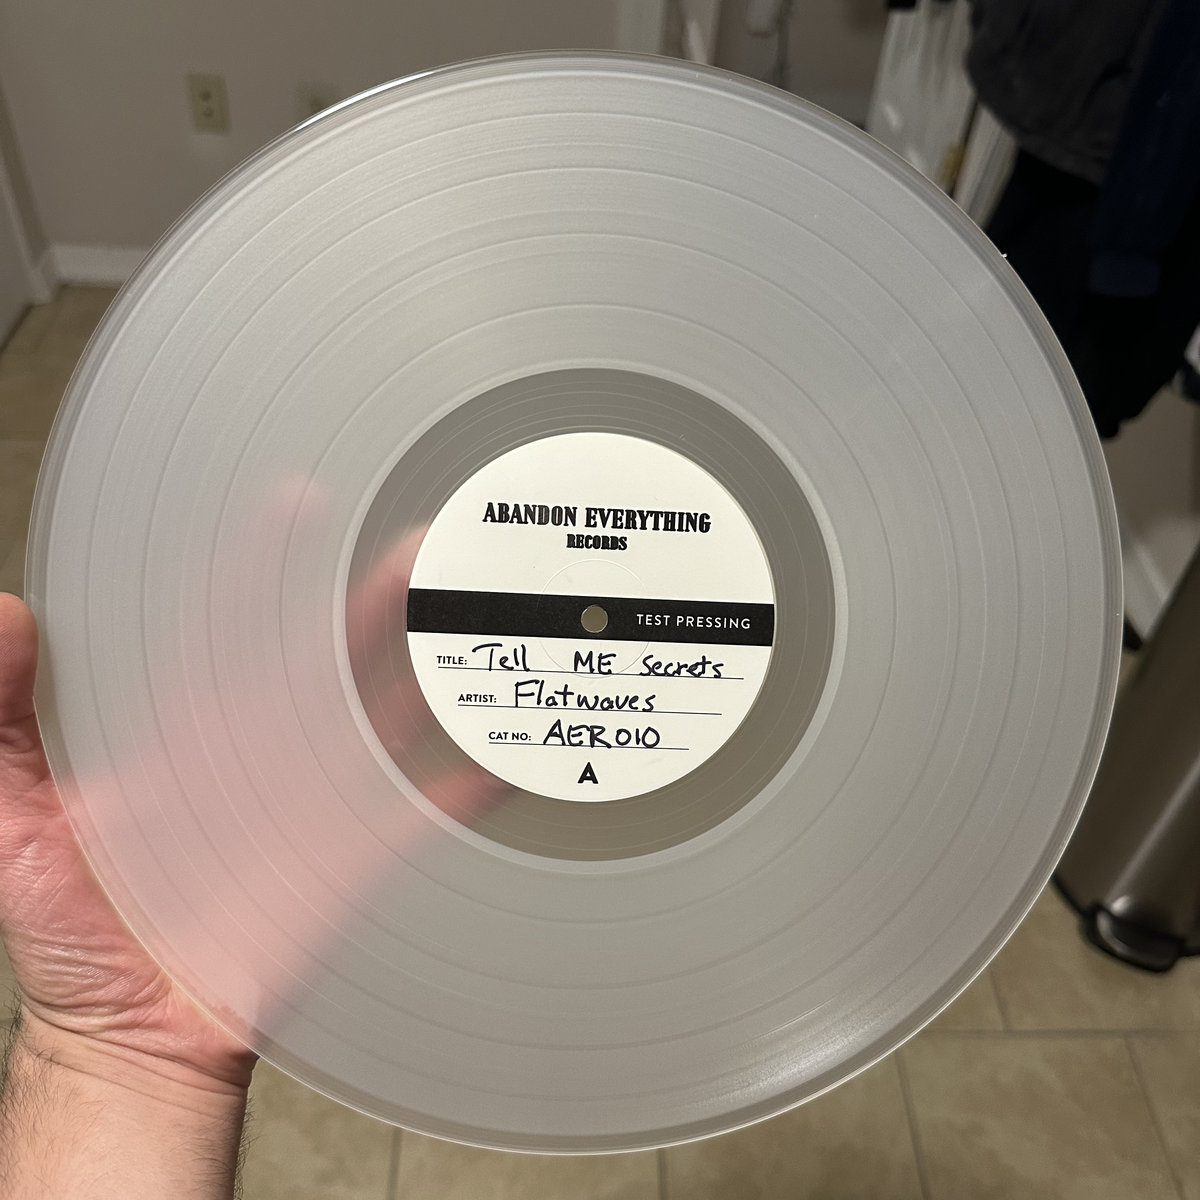 ABANDON EVERYTHING
RECORDS
TEST PRESSING
TITLE: Tell ME Secrets
ARTIST: Flatwaves
CAT NO: AER010
A